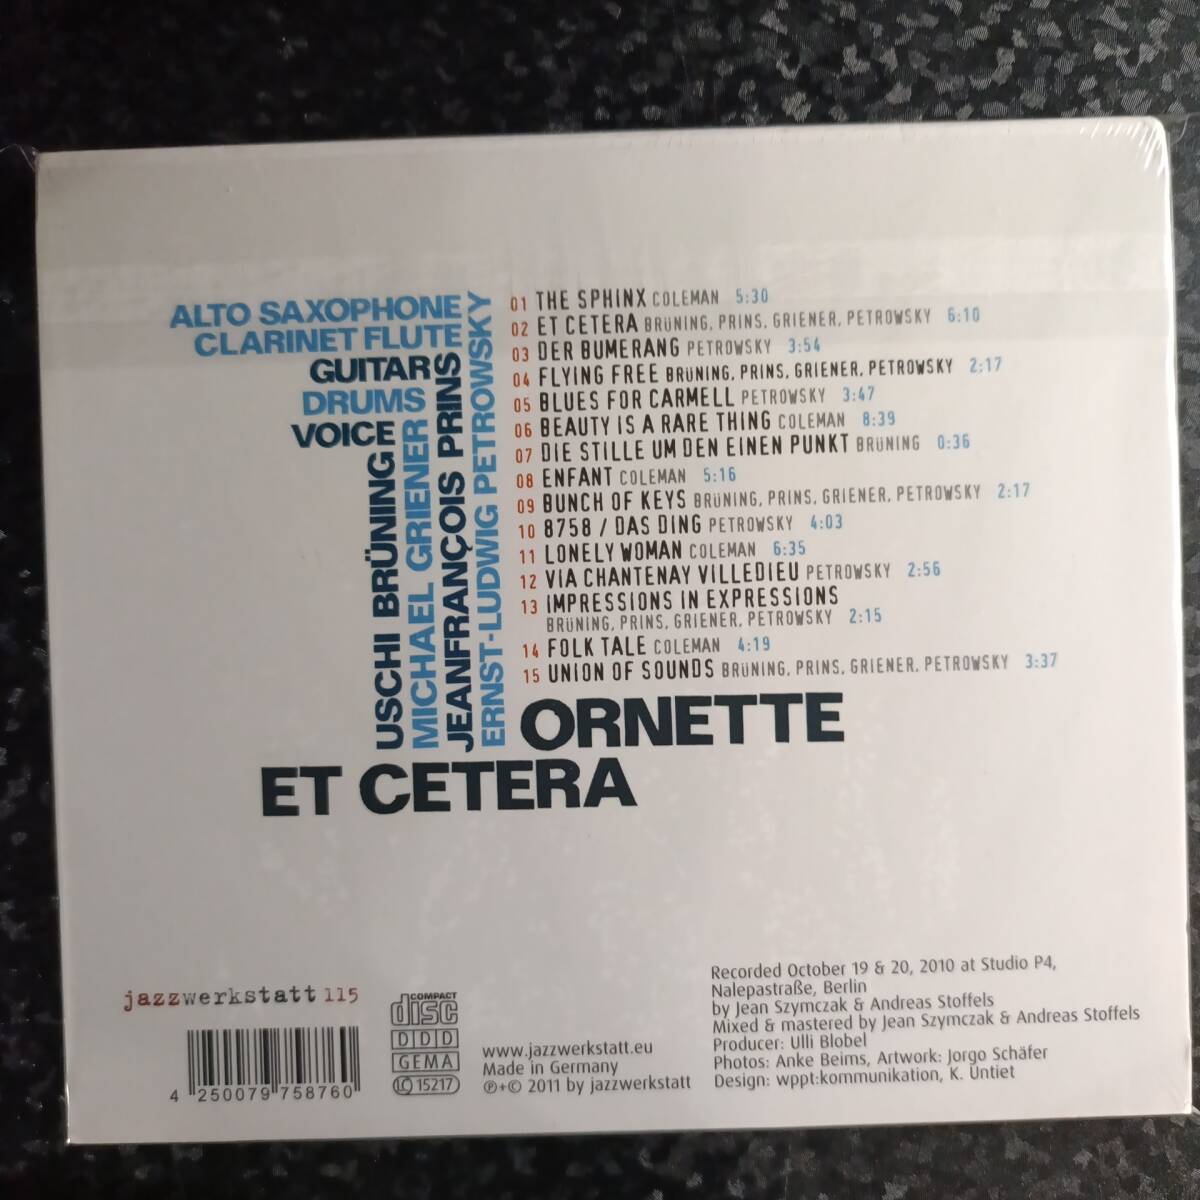 ALTO SAXOPHONE
CLARINET FLUTE
GUITARS
DRUMS
VOICE
USCHI BRÜNING
MICHAEL GRIENER
JEANFRANÇOIS PRINS
ERNST-LUDWIG PETROWSKY
01 THE SPHINX COLEMAN 5:30
02 ET CETERA BRÜNING, PRINS, GRIENER, PETROWSKY 6:10
03 DER BUMERANG PETROWSKY 3:54
04 FLYING FREE BRÜNING, PRINS, GRIENER, PETROWSKY 2:17
05 BLUES FOR CARMELL PETROWSKY 3:47
06 BEAUTY IS A RARE THING COLEMAN 8:39
07 DIE STILLE UM DEN EINEN PUNKT BRÜNING 0:36
08 ENFANT COLEMAN 5:16
09 BUNCH OF KEYS BRÜNING, PRINS, GRIENER, PETROWSKY 2:17
10 8758 / DAS DING PETROWSKY 4:03
11 LONELY WOMAN COLEMAN 6:35
12 VIA CHANTENAY VILLEDIEU PETROWSKY 2:56
13 IMPRESSIONS IN EXPRESSIONS
BRÜNING, PRINS, GRIENER, PETROWSKY 2:15
14 FOLK TALE COLEMAN 4:19
15 UNION OF SOUNDS BRÜNING, PRINS, GRIENER, PETROWSKY 3:37
ORNETTE
ET CETERA
jazzwerkstatt 115
4 250079 758760
COMPACT
disc
DDD
GEMA
LC 15217
www.jazzwerkstatt.eu
Made in Germany
℗+© 2011 by jazzwerkstatt
Recorded October 19 & 20, 2010 at Studio P4,
Nalepastraße, Berlin
by Jean Szymczak & Andreas Stoffels
Mixed & mastered by Jean Szymczak & Andreas Stoffels
Producer: Ulli Blobel
Photos: Anke Beims, Artwork: Jorgo Schäfer
Design: wppt:kommunikation, K. Untiet